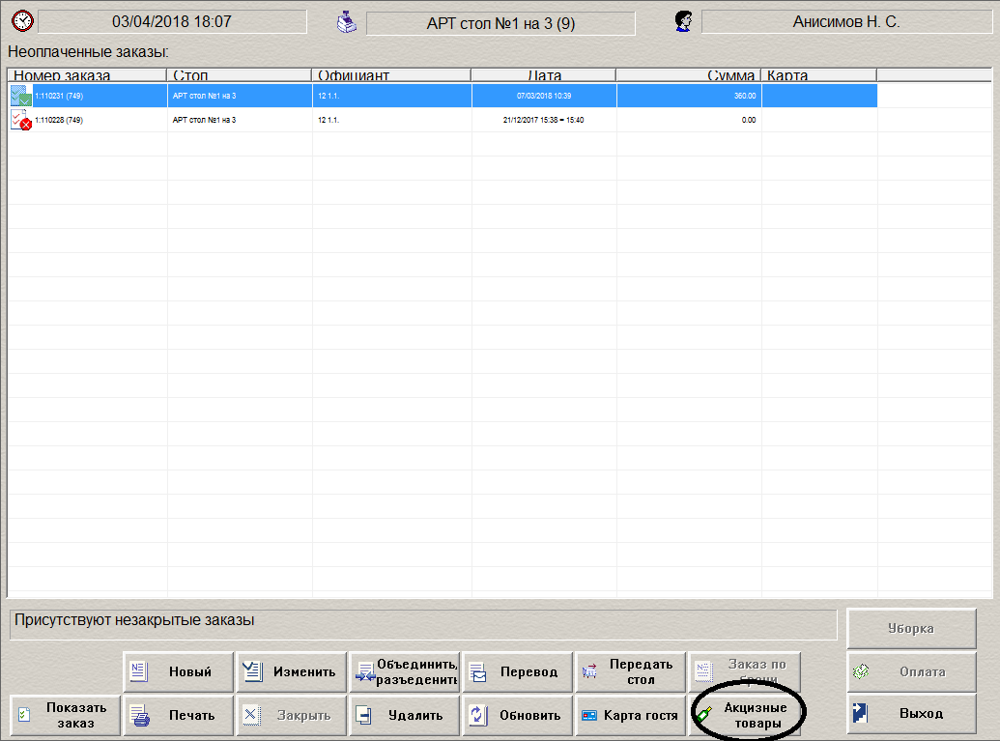 03/04/2018 18:07
АРТ стол №1 на 3 (9)
Анисимов Н. С.
Неоплаченные заказы:
Номер заказа Стол Официант Дата Сумма Карта
1:110231 (749) АРТ стол №1 на 3 12 1.1. 07/03/2018 10:39 360.00
1:110228 (749) АРТ стол №1 на 3 12 1.1. 21/12/2017 15:38 = 15:40 0.00
Присутствуют незакрытые заказы
Уборка
Новый
Изменить
Объединить,
разъеденить
Перевод
Передать
стол
Заказ по
брони
Оплата
Показать
заказ
Печать
Закрыть
Удалить
Обновить
Карта гостя
Акцизные
товары
Выход